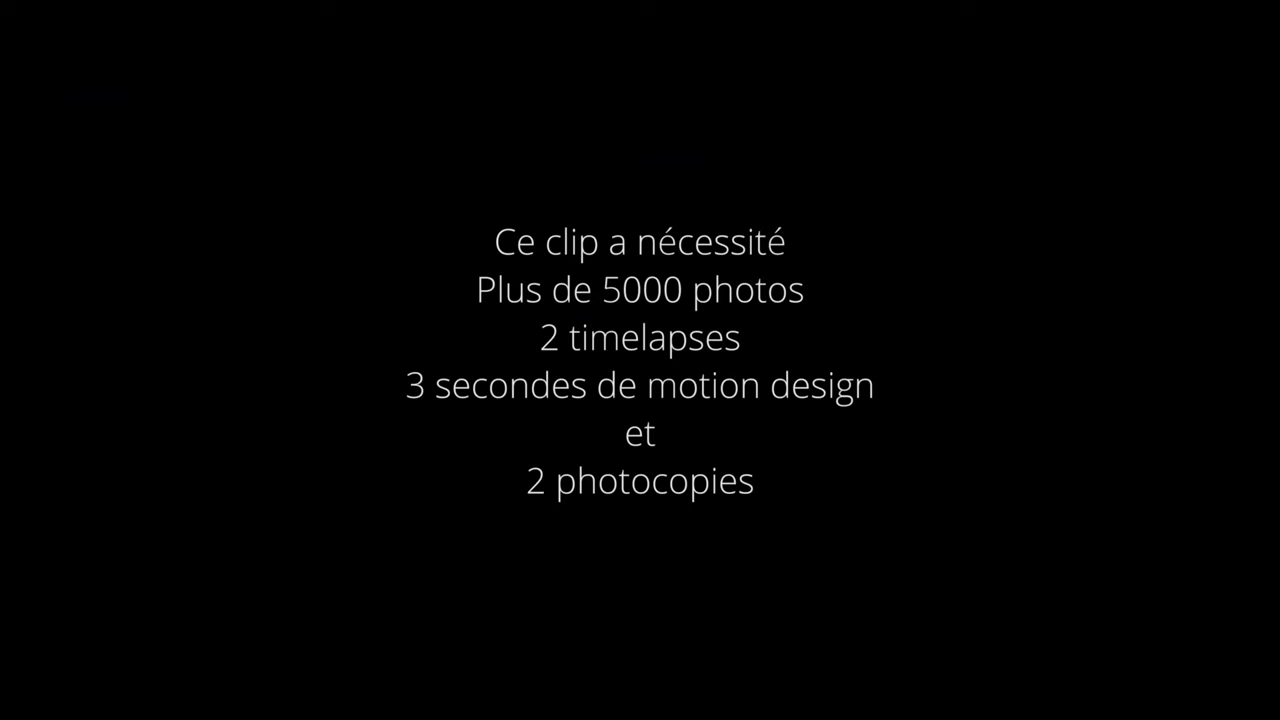 Ce clip a nécessité
Plus de 5000 photos
2 timelapses
3 secondes de motion design
et
2 photocopies